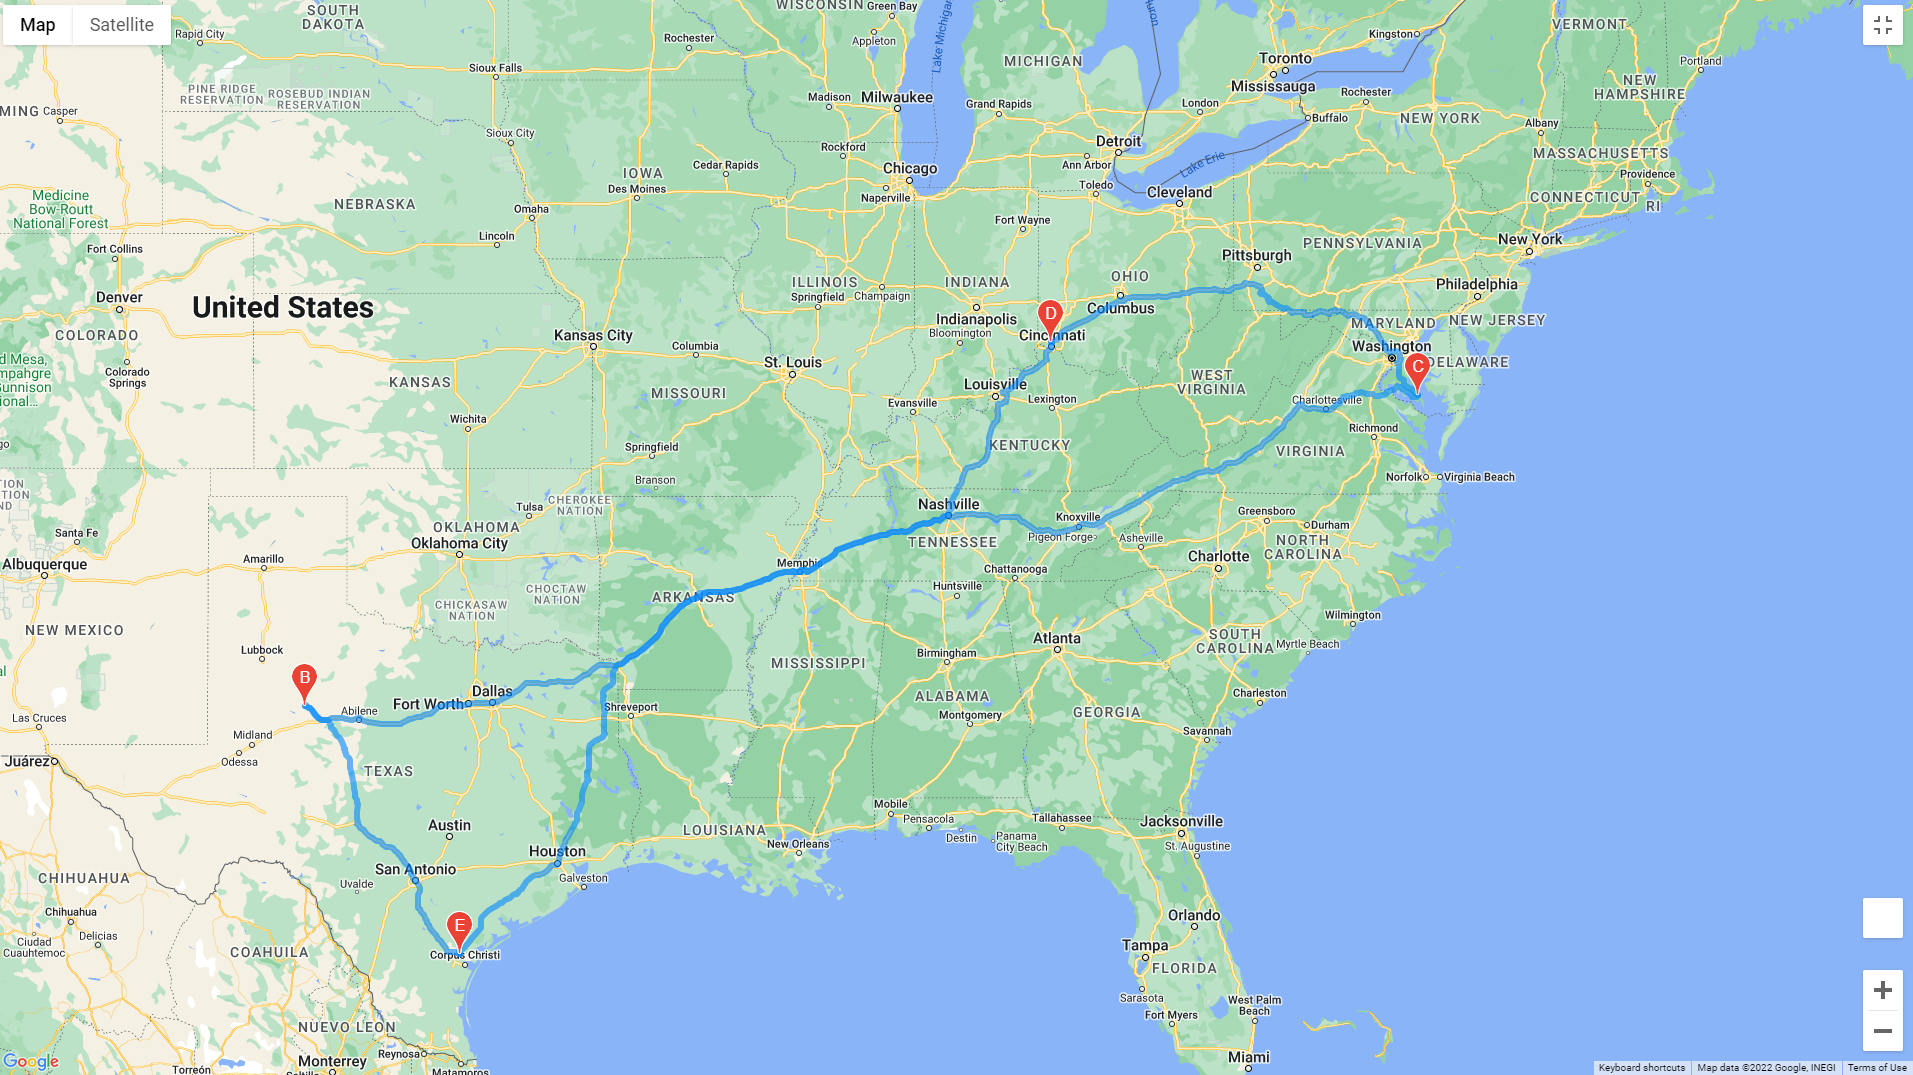 Map
Satellite
SOUTH
DAKOTA
WISCONSIN
Green Bay
Appleton
Lake Michigan
Rapid City
Rochester
Sioux Falls
MICHIGAN
Kingston
VERMONT
Toronto
Mississauga
Portland
NEW
HAMPSHIRE
PINE RIDGE
RESERVATION
ROSEBUD INDIAN
RESERVATION
MING
Casper
Madison
Milwaukee
Grand Rapids
London
Rochester
Buffalo
NEW YORK
Albany
Sioux City
Rockford
Detroit
Ann Arbor
Lake Erie
MASSACHUSETTS
Providence
IOWA
Des Moines
Cedar Rapids
Chicago
Naperville
Toledo
Cleveland
CONNECTICUT
RI
Medicine
Bow-Routt
National Forest
NEBRASKA
Omaha
Lincoln
Fort Wayne
PENNSYLVANIA
New York
Fort Collins
Pittsburgh
Denver
United States
ILLINOIS
Springfield
Champaign
INDIANA
OHIO
Columbus
Philadelphia
COLORADO
Kansas City
Indianapolis
Bloomington
D
Cincinnati
MARYLAND
NEW JERSEY
Washington
DELAWARE
C
d Mesa,
mpahgre
Gunnison
ional...
Colorado
Springs
KANSAS
Columbia
St. Louis
MISSOURI
Louisville
Evansville
Lexington
WEST
VIRGINIA
Charlottesville
Richmond
Wichita
Springfield
Branson
KENTUCKY
VIRGINIA
Norfolk
Virginia Beach
TION
ATION
ND
Santa Fe
Albuquerque
Amarillo
Tulsa
CHEROKEE
NATION
OKLAHOMA
Oklahoma City
Nashville
TENNESSEE
Knoxville
Pigeon Forge
Asheville
Greensboro
Durham
NORTH
CAROLINA
Charlotte
CHOCTAW
NATION
CHICKASAW
NATION
Memphis
ARKANSAS
Huntsville
Chattanooga
Wilmington
NEW MEXICO
al
Lubbock
Atlanta
SOUTH
CAROLINA
Myrtle Beach
B
MISSISSIPPI
Birmingham
ALABAMA
Charleston
Las Cruces
Abilene
Fort Worth
Dallas
Shreveport
Montgomery
GEORGIA
Savannah
Midland
Odessa
Juárez
TEXAS
Mobile
Pensacola
Tallahassee
Jacksonville
Austin
LOUISIANA
New Orleans
Destin
Panama
City Beach
St. Augustine
San Antonio
Houston
Galveston
Uvalde
CHIHUAHUA
Chihuahua
Delicias
Ciudad
Cuauhtemoc
E
Corpus Christi
COAHUILA
Orlando
Tampa
FLORIDA
Sarasota
West Palm
Beach
Fort Myers
NUEVO LEON
Reynosa
Monterrey
Matamoros
Miami
Torreón
Google
Keyboard shortcuts
Map data ©2022 Google, INEGI
Terms of Use